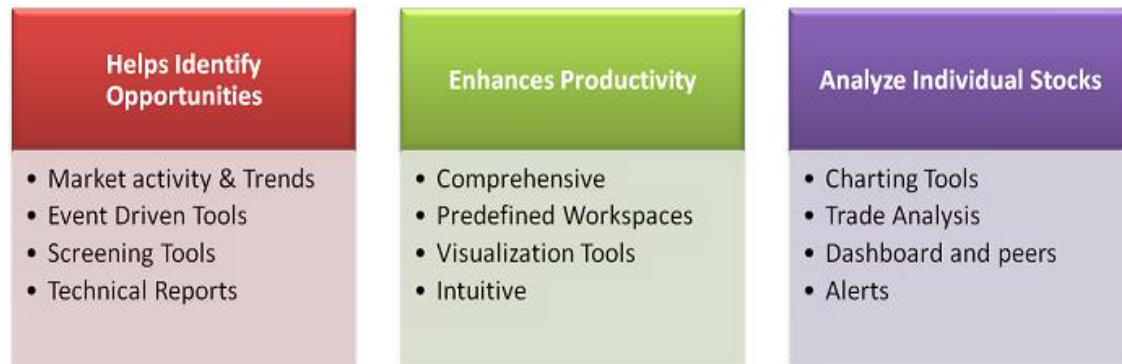 Helps Identify
Opportunities
• Market activity & Trends
• Event Driven Tools
• Screening Tools
• Technical Reports
Enhances Productivity
• Comprehensive
• Predefined Workspaces
• Visualization Tools
• Intuitive
Analyze Individual Stocks
• Charting Tools
• Trade Analysis
• Dashboard and peers
• Alerts